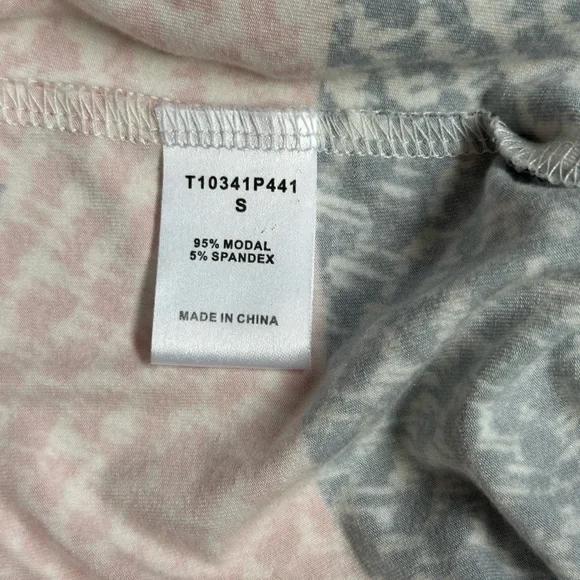 T10341P441
S
95% MODAL
5% SPANDEX
MADE IN CHINA